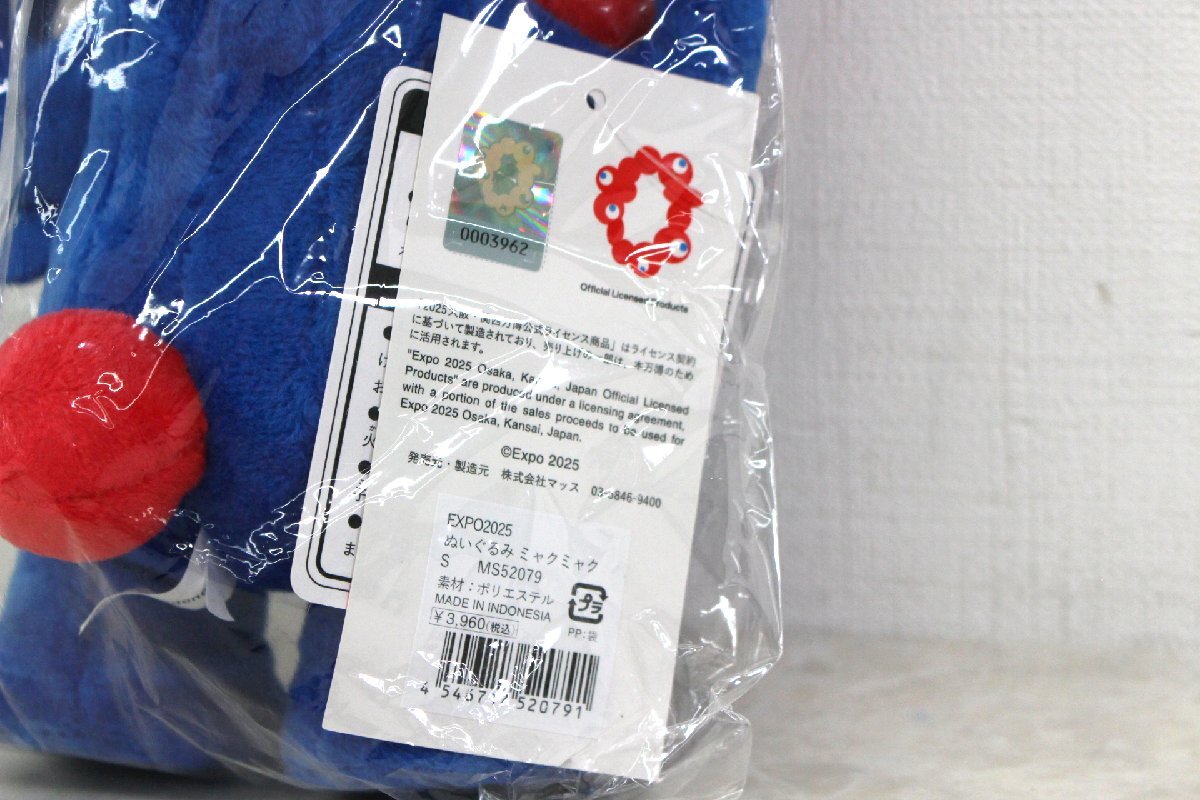 0003962
Official Licensed Products
「2025大阪・関西万博公式ライセンス商品」はライセンス契約
に基づいて製造されており、売り上げの一部は、本万博のため
に活用されます。
"Expo 2025 Osaka, Kansai, Japan Official Licensed
Products" are produced under a licensing agreement,
with a portion of the sales proceeds to be used for
Expo 2025 Osaka, Kansai, Japan.
©Expo 2025
発売元・製造元 株式会社マッス 03-5846-9400
EXPO2025
ぬいぐるみ ミャクミャク
S MS52079
素材：ポリエステル
MADE IN INDONESIA
¥3,960(税込)
プラ
PP:袋
520791
け
お
火
ま